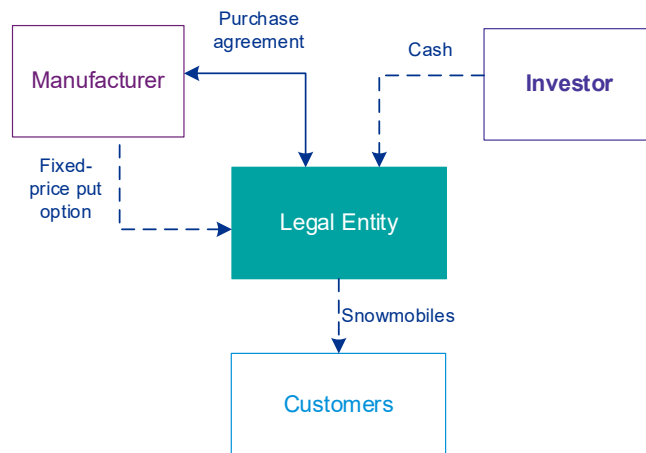 Purchase
agreement
Cash
Manufacturer
Investor
Fixed-
price put
option
Legal Entity
Snowmobiles
Customers